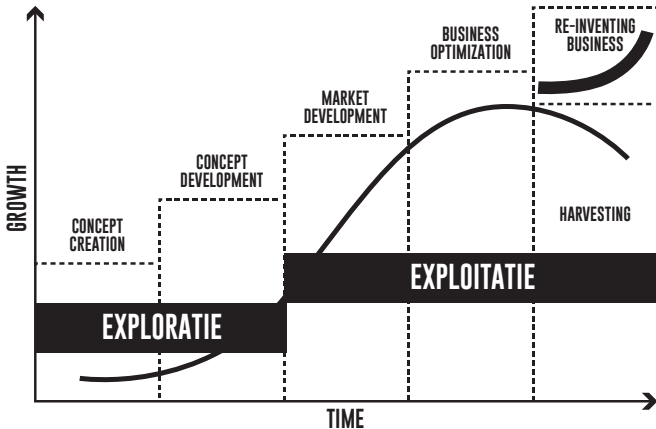 RE-INVENTING
BUSINESS
BUSINESS
OPTIMIZATION
MARKET
DEVELOPMENT
CONCEPT
DEVELOPMENT
CONCEPT
CREATION
GROWTH
HARVESTING
EXPLOITATIE
EXPLORATIE
TIME